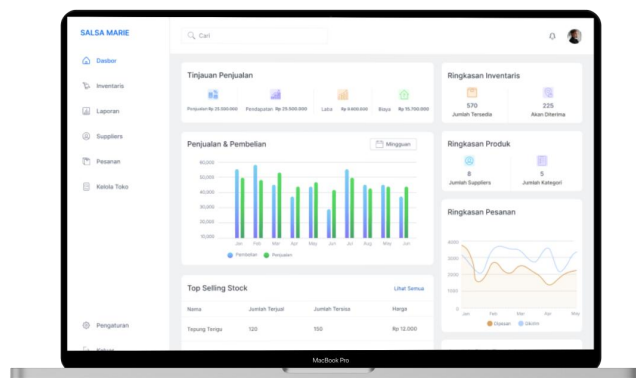 SALSA MARIE
Cari
Dasbor
Inventaris
Laporan
Suppliers
Pesanan
Kelola Toko
Pengaturan
Tinjauan Penjualan
Penjualan Rp 25.000.000
Pendapatan Rp 25.000.000
Laba
Biaya Rp 15.700.000
Ringkasan Inventaris
570
225
Jumlah Tersedia
Akan Diterima
Penjualan & Pembelian
Mingguan
60,000
50,000
40,000
30,000
20,000
10,000
Jan Feb Mar Apr May Jun Jul Aug May Jun
Pembelian Penjualan
Ringkasan Produk
8
5
Jumlah Suppliers
Jumlah Kategori
Ringkasan Pesanan
4000
2000
1000
0
Jan Feb Mar Apr May
Dipesan Dikirim
Top Selling Stock
Lihat Semua
Nama Jumlah Terjual Jumlah Tersisa Harga
Tepung Terigu 120 150 Rp 12.000
MacBook Pro